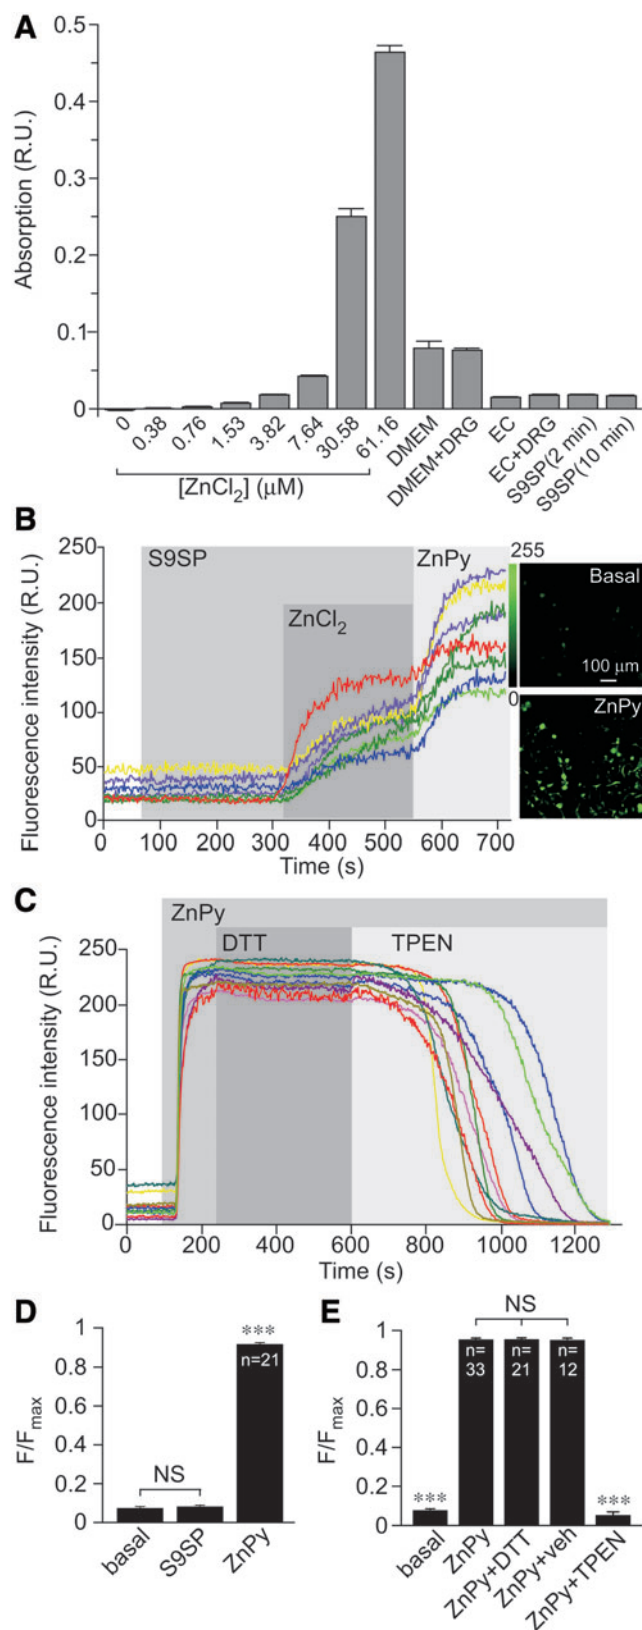 A
0.5
0.4
0.3
0.2
0.1
0
Absorption (R.U.)
0 0.38 0.76 1.53 3.82 7.64 30.58 61.16 DMEM DMEM+DRG EC EC+DRG S9SP(2 min) S9SP(10 min)
[ZnCl₂] (μM)
B
250
200
150
100
50
0
Fluorescence intensity (R.U.)
S9SP
ZnCl₂
ZnPy
0 100 200 300 400 500 600 700
Time (s)
255
0
Basal
100 μm
ZnPy
C
250
200
150
100
50
0
Fluorescence intensity (R.U.)
ZnPy
DTT
TPEN
0 200 400 600 800 1000 1200
Time (s)
D
1
0.8
0.6
0.4
0.2
0
F/Fmax
NS
***
n=21
basal S9SP ZnPy
E
1
0.8
0.6
0.4
0.2
0
F/Fmax
NS
n= n= n=
33 21 12
*** ***
basal ZnPy ZnPy+DTT ZnPy+veh ZnPy+TPEN